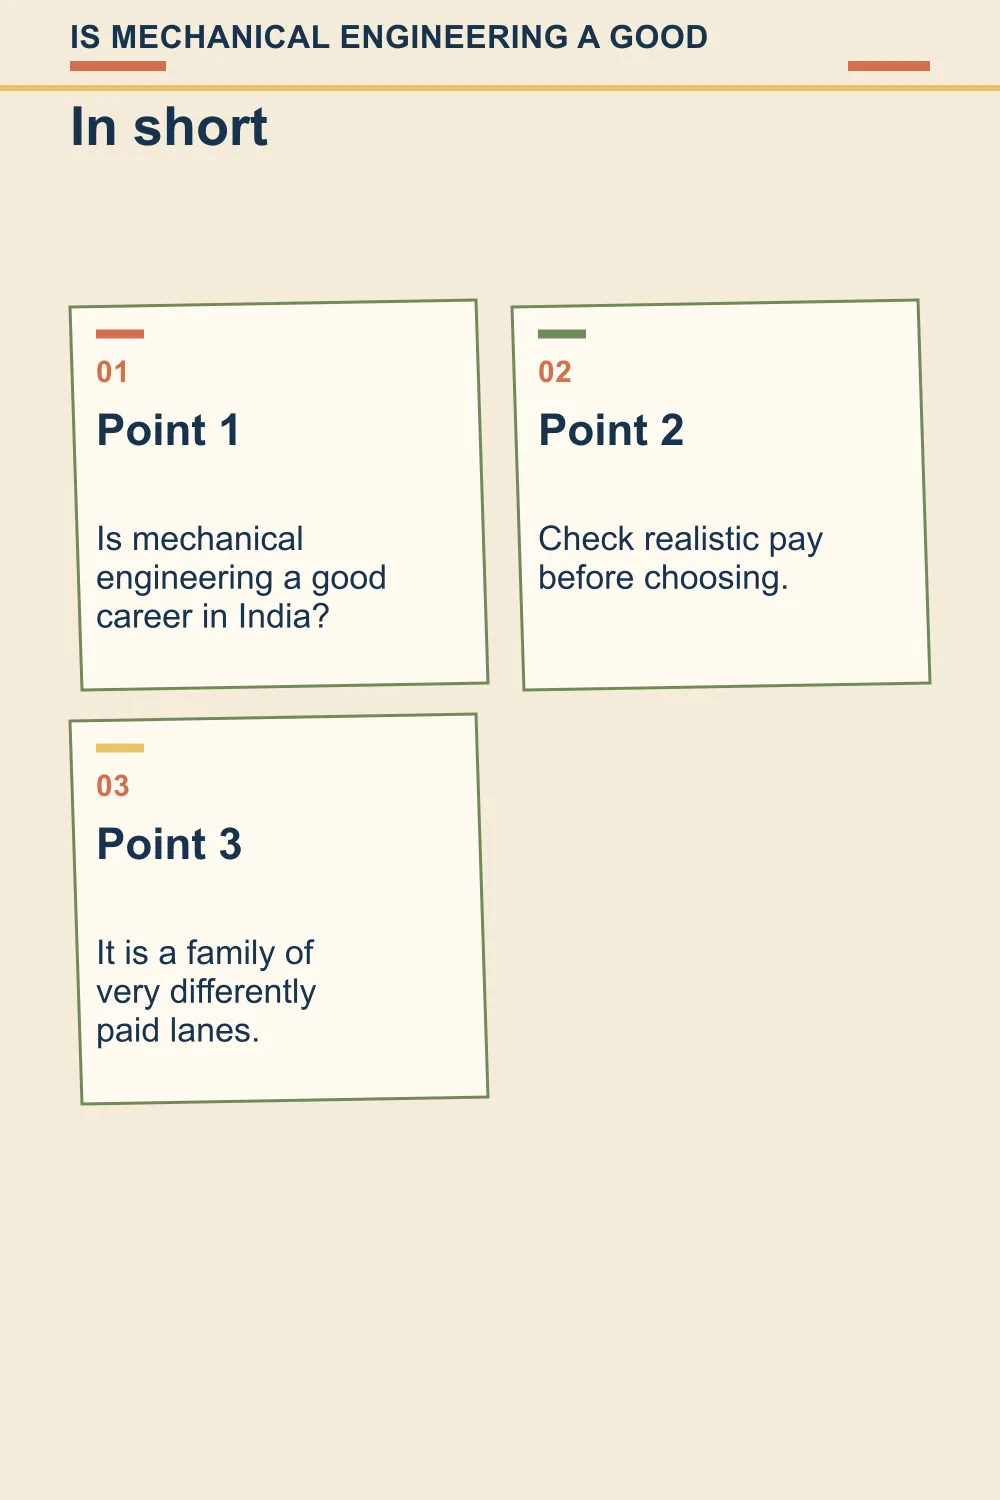 IS MECHANICAL ENGINEERING A GOOD
In short
01
Point 1
Is mechanical
engineering a good
career in India?
02
Point 2
Check realistic pay
before choosing.
03
Point 3
It is a family of
very differently
paid lanes.